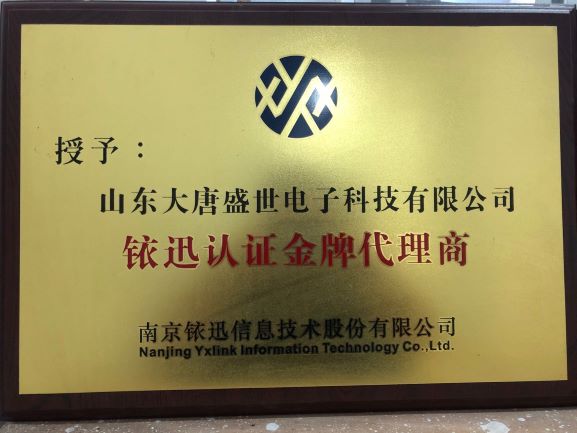 授予：
山东大唐盛世电子科技有限公司
铱迅认证金牌代理商
南京铱迅信息技术股份有限公司
Nanjing Yxlink Information Technology Co.,Ltd.